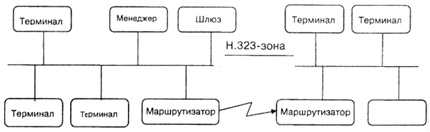 Терминал
Менеджер
Шлюз
Терминал
Терминал
Н.323-зона
Терминал
Терминал
Маршрутизатор
Маршрутизатор